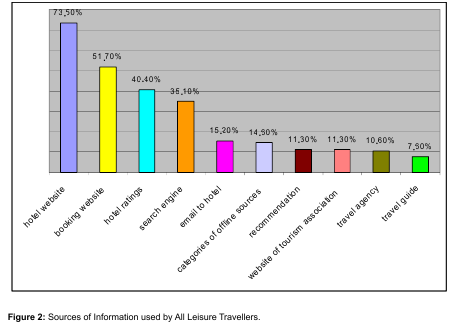 73,50%
51,70%
40,40%
35,10%
15,20%
14,90%
11,30%
11,30%
10,60%
7,90%
hotel website
booking website
hotel ratings
search engine
email to hotel
categories of offline sources
recommendation
website of tourism association
travel agency
travel guide
Figure 2: Sources of Information used by All Leisure Travellers.